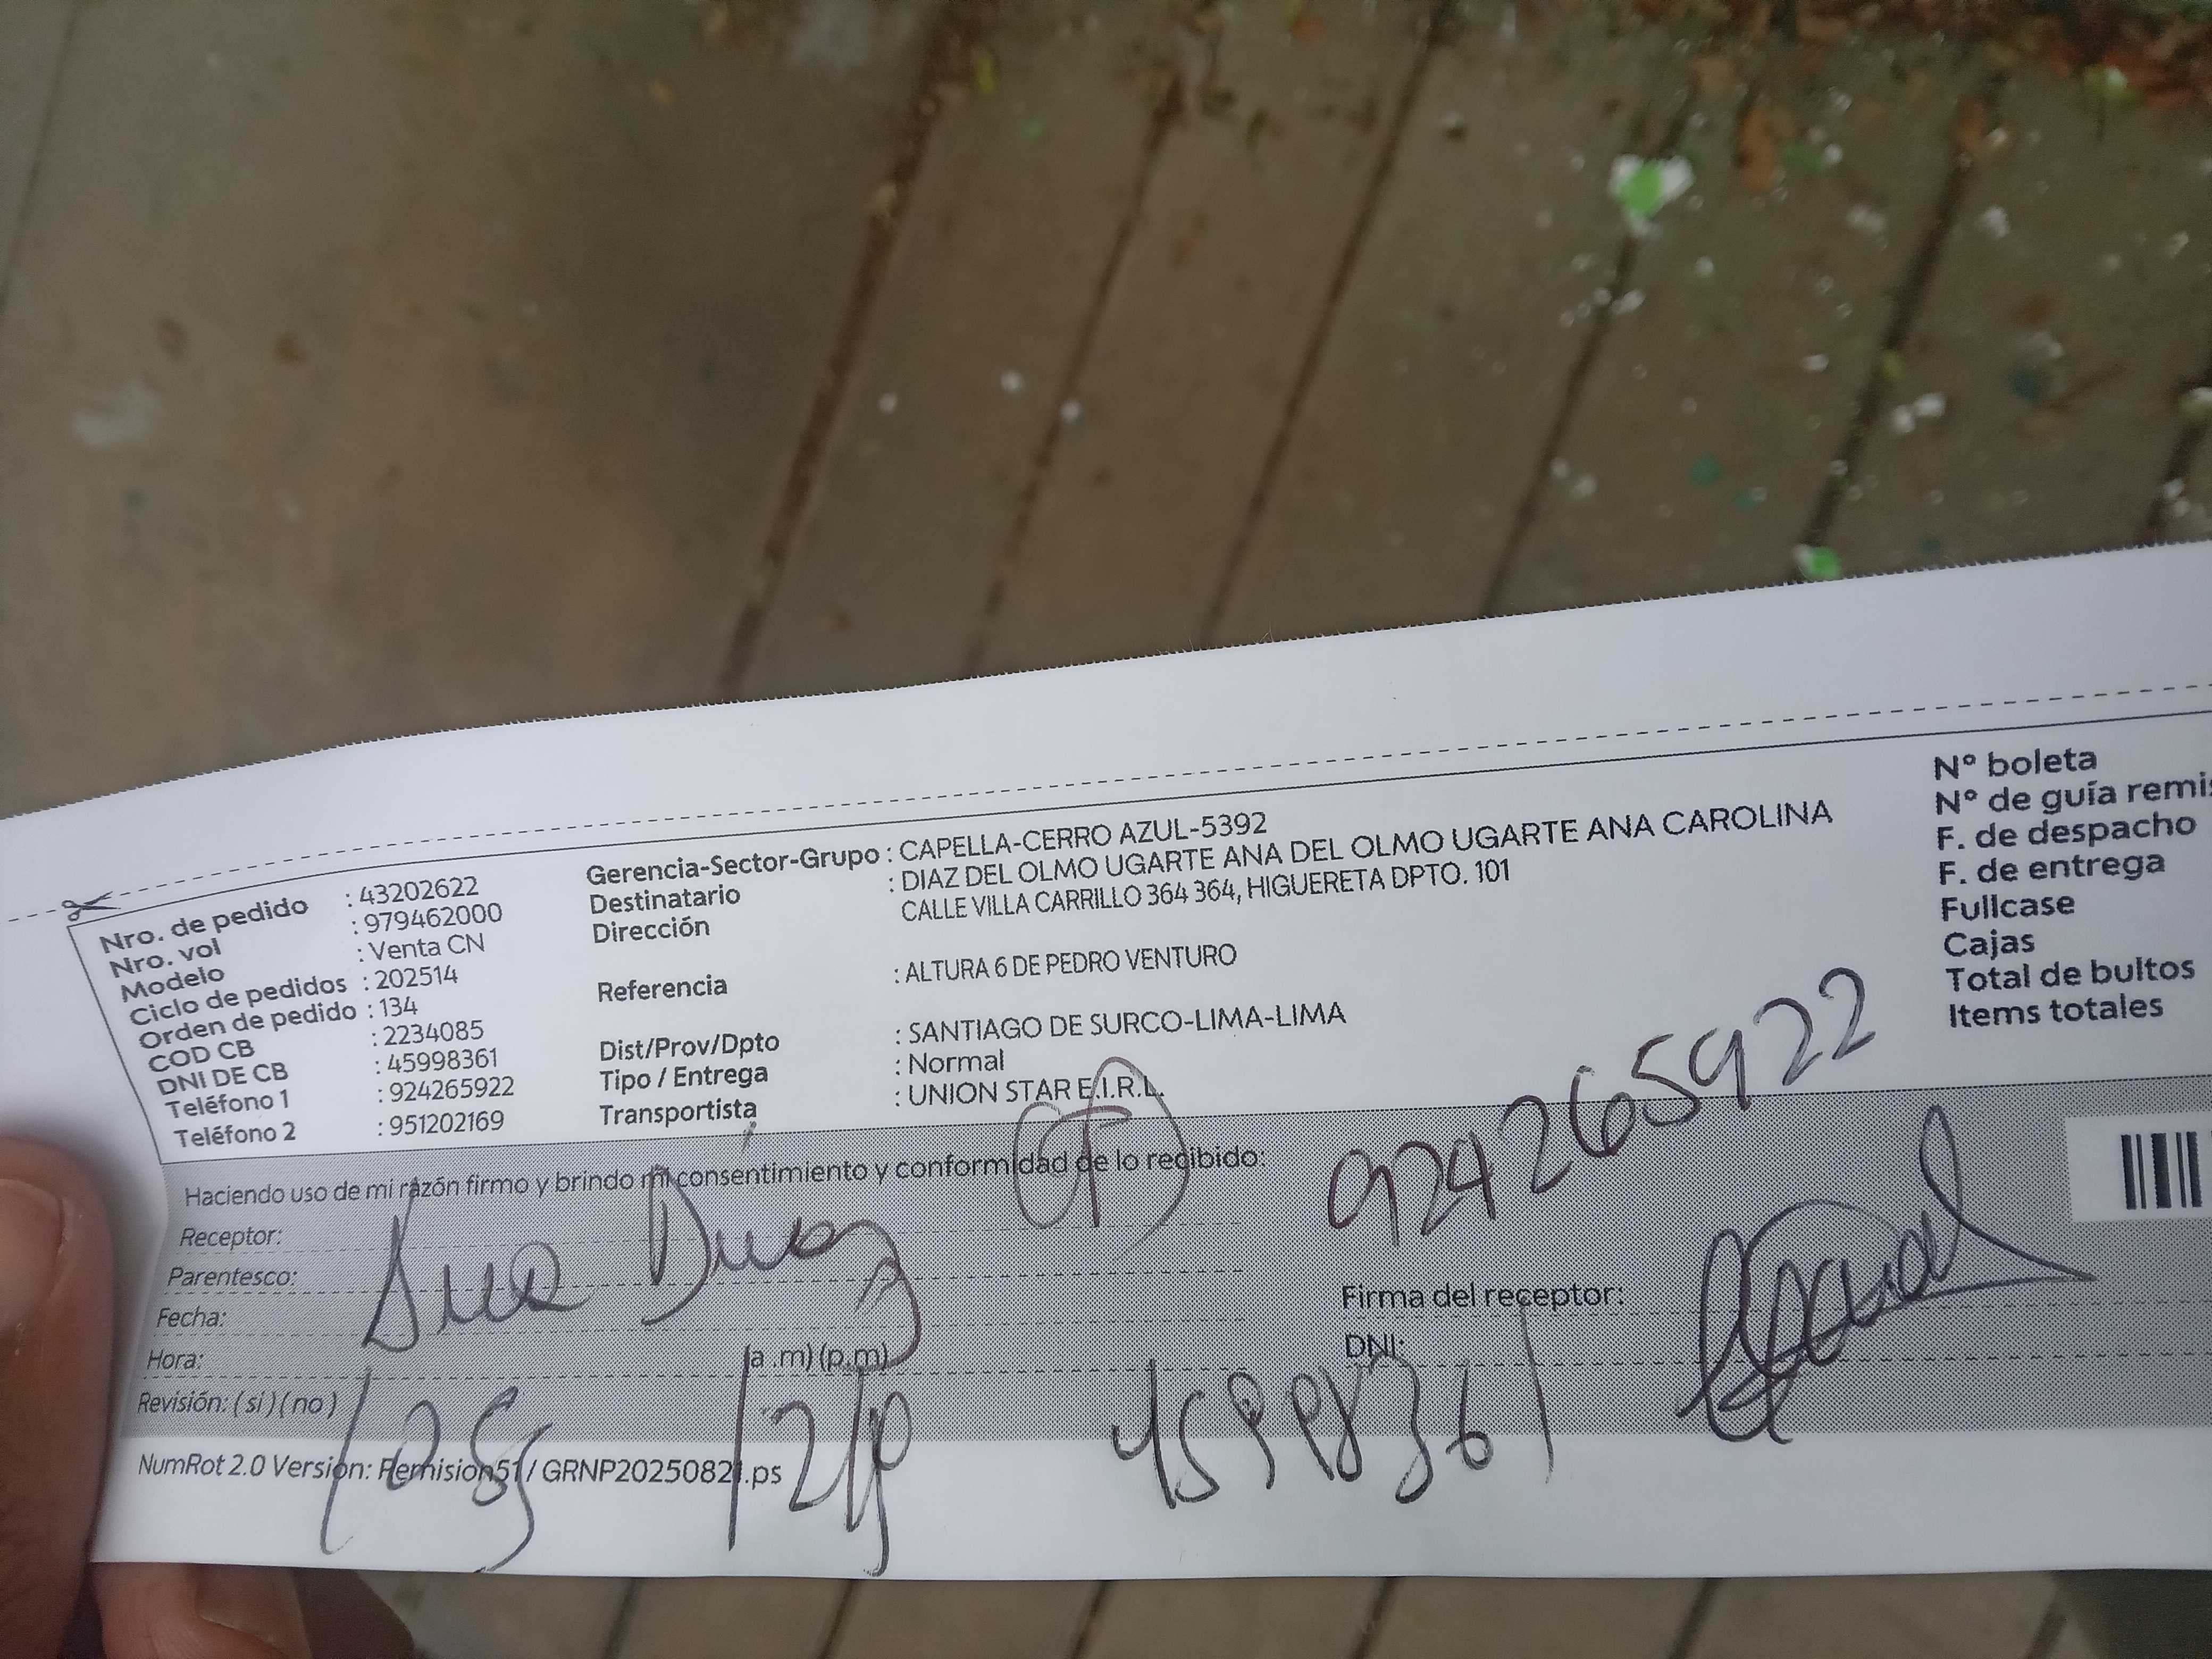 Nro. de pedido : 43202622
Nro. vol : 979462000
Modelo : Venta CN
Ciclo de pedidos : 202514
Orden de pedido : 134
COD CB : 2234085
DNI DE CB : 45998361
Teléfono 1 : 924265922
Teléfono 2 : 951202169
Gerencia-Sector-Grupo : CAPELLA-CERRO AZUL-5392
Destinatario : DIAZ DEL OLMO UGARTE ANA DEL OLMO UGARTE ANA CAROLINA
Dirección CALLE VILLA CARRILLO 364 364, HIGUERETA DPTO. 101
Referencia : ALTURA 6 DE PEDRO VENTURO
Dist/Prov/Dpto : SANTIAGO DE SURCO-LIMA-LIMA
Tipo / Entrega : Normal
Transportista : UNION STAR E.I.R.L.
Nº boleta
Nº de guía remis
F. de despacho
F. de entrega
Fullcase
Cajas
Total de bultos
Items totales
Haciendo uso de mi razón firmo y brindo mi consentimiento y conformidad de lo recibido:
(T) 924265922
Receptor:
Parentesco:
Ana Diaz
Fecha:
Hora: (a .m) (p.m)
Revisión: ( si ) ( no )
Firma del receptor:
DNI:
45998361
NumRot 2.0 Version: Remision51 / GRNP20250821.ps